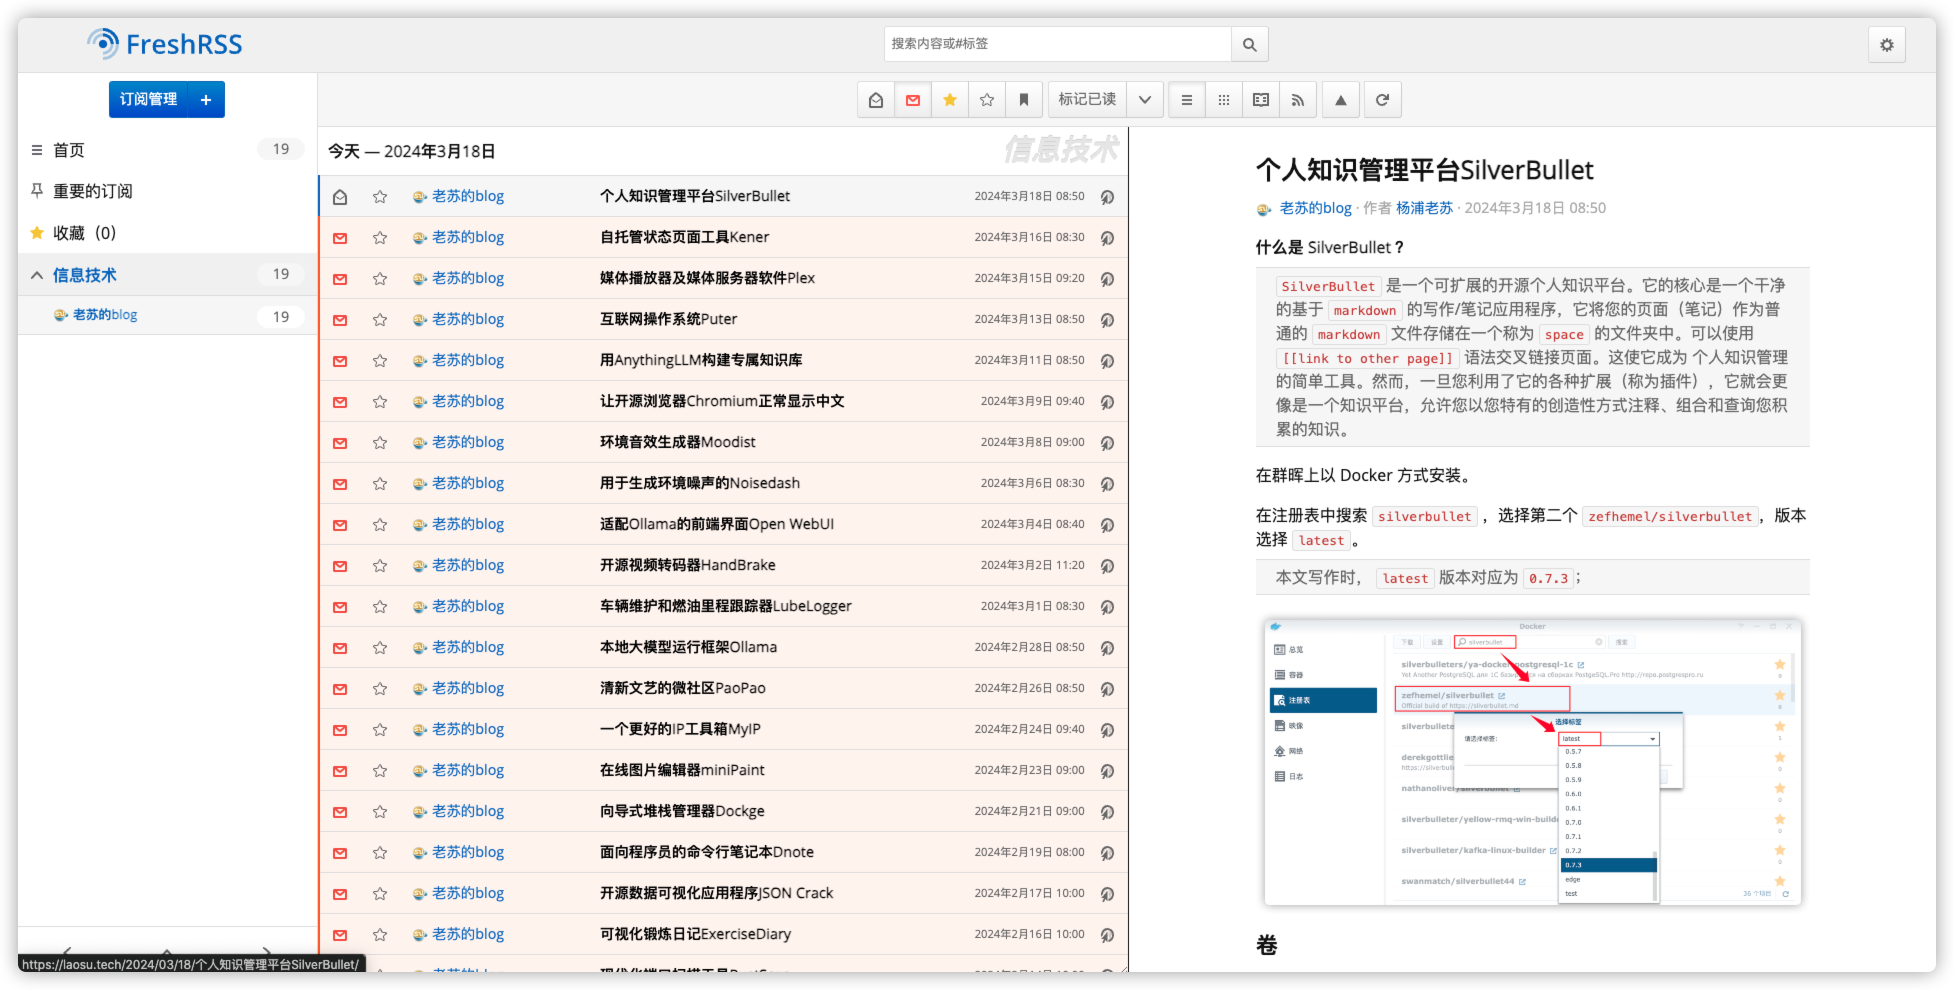 FreshRSS
搜索内容或#标签
订阅管理
标记已读
首页 19
重要的订阅
收藏 (0)
信息技术 19
老苏的blog 19
今天 — 2024年3月18日
信息技术
老苏的blog 个人知识管理平台SilverBullet 2024年3月18日 08:50
老苏的blog 自托管状态页面工具Kener 2024年3月16日 08:30
老苏的blog 媒体播放器及媒体服务器软件Plex 2024年3月15日 09:20
老苏的blog 互联网操作系统Puter 2024年3月13日 08:50
老苏的blog 用AnythingLLM构建专属知识库 2024年3月11日 08:50
老苏的blog 让开源浏览器Chromium正常显示中文 2024年3月9日 09:40
老苏的blog 环境音效生成器Moodist 2024年3月8日 09:00
老苏的blog 用于生成环境噪声的Noisedash 2024年3月6日 08:30
老苏的blog 适配Ollama的前端界面Open WebUI 2024年3月4日 08:40
老苏的blog 开源视频转码器HandBrake 2024年3月2日 11:20
老苏的blog 车辆维护和燃油里程跟踪器LubeLogger 2024年3月1日 08:30
老苏的blog 本地大模型运行框架Ollama 2024年2月28日 08:50
老苏的blog 清新文艺的微社区PaoPao 2024年2月26日 08:50
老苏的blog 一个更好的IP工具箱MyIP 2024年2月24日 09:40
老苏的blog 在线图片编辑器miniPaint 2024年2月23日 09:00
老苏的blog 向导式堆栈管理器Dockge 2024年2月21日 09:00
老苏的blog 面向程序员的命令行笔记本Dnote 2024年2月19日 08:00
老苏的blog 开源数据可视化应用程序JSON Crack 2024年2月17日 10:00
老苏的blog 可视化锻炼日记ExerciseDiary 2024年2月16日 10:00
https://laosu.tech/2024/03/18/个人知识管理平台SilverBullet/
个人知识管理平台SilverBullet
老苏的blog · 作者 杨浦老苏 · 2024年3月18日 08:50
什么是 SilverBullet？
SilverBullet 是一个可扩展的开源个人知识平台。它的核心是一个干净
的基于 markdown 的写作/笔记应用程序，它将您的页面（笔记）作为普
通的 markdown 文件存储在一个称为 space 的文件夹中。可以使用
[[link to other page]] 语法交叉链接页面。这使它成为 个人知识管理
的简单工具。然而，一旦您利用了它的各种扩展（称为插件），它就会更
像是一个知识平台，允许您以您特有的创造性方式注释、组合和查询您积
累的知识。
在群晖上以 Docker 方式安装。
在注册表中搜索 silverbullet ，选择第二个 zefhemel/silverbullet，版本
选择 latest 。
本文写作时， latest 版本对应为 0.7.3；
Docker
下载 设置 silverbullet 搜索
总览
容器
注册表
映像
网络
日志
silverbulleters/ya-docker-postgresql-1c
zefhemel/silverbullet
Official build of https://silverbullet.md
选择标签
请选择标签: latest
0.5.7
0.5.8
0.5.9
0.6.0
0.6.1
0.7.0
0.7.1
0.7.2
0.7.3
edge
test
silverbullete
derekgottlie
nathanoliver/silverbullet
silverbulleter/yellow-rmq-win-builde
silverbulleter/kafka-linux-builder
swanmatch/silverbullet44
36 个项目
卷